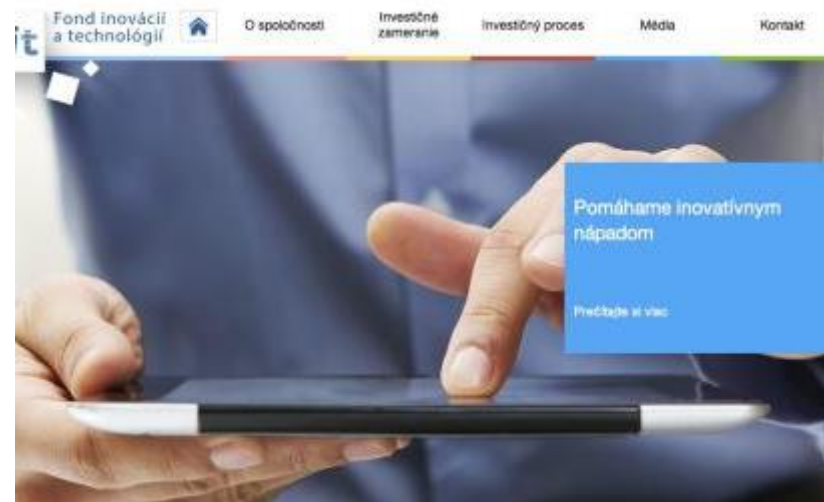 it
Fond inovácií
a technológií
O spoločnosti
Investičné
zameranie
Investičný proces
Média
Kontakt
Pomáhame inovatívnym
nápadom
Prečítajte si viac